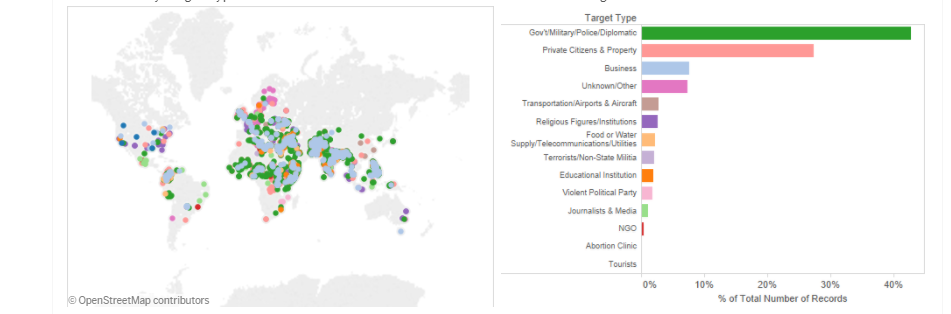 Target Type
Gov't/Military/Police/Diplomatic
Private Citizens & Property
Business
Unknown/Other
Transportation/Airports & Aircraft
Religious Figures/Institutions
Food or Water
Supply/Telecommunications/Utilities
Terrorists/Non-State Militia
Educational Institution
Violent Political Party
Journalists & Media
NGO
Abortion Clinic
Tourists
0% 10% 20% 30% 40%
% of Total Number of Records
© OpenStreetMap contributors